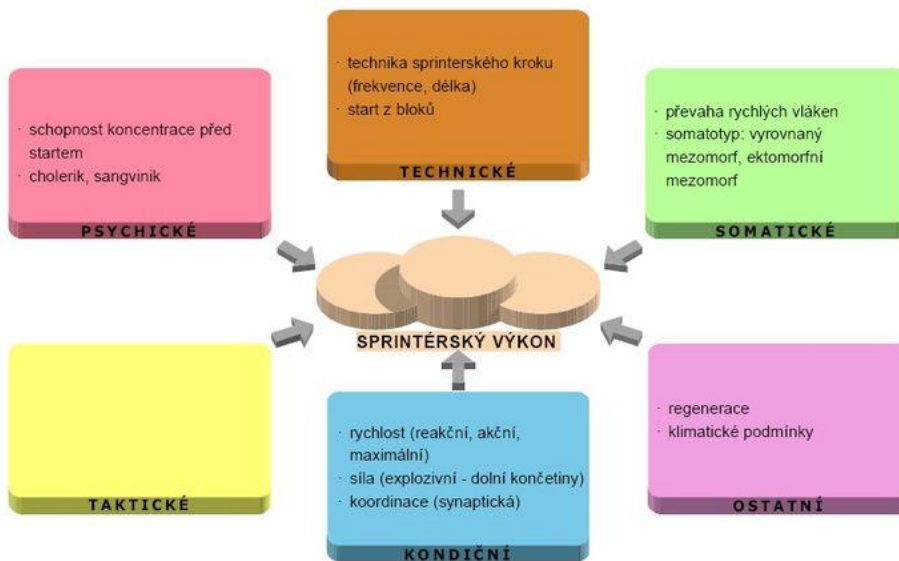 · schopnost koncentrace před
startem
· cholerik, sangvinik
PSYCHICKÉ
· technika sprinterského kroku
(frekvence, délka)
· start z bloků
TECHNICKÉ
· převaha rychlých vláken
· somatotyp: vyrovnaný
mezomorf, ektomorfní
mezomorf
SOMATICKÉ
SPRINTÉRSKÝ VÝKON
TAKTICKÉ
· rychlost (reakční, akční,
maximální)
· síla (explozivní - dolní končetiny)
· koordinace (synaptická)
KONDIČNÍ
· regenerace
· klimatické podmínky
OSTATNÍ